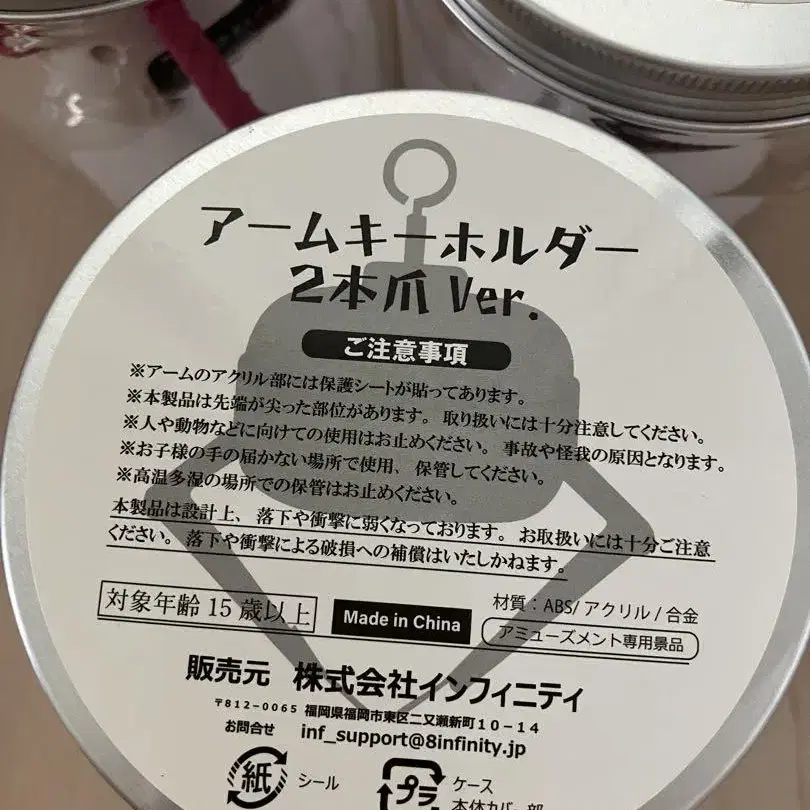 アームキーホルダー
2本爪 Ver.
ご注意事項
※アームのアクリル部には保護シートが貼ってあります。
※本製品は先端が尖った部位があります。取り扱いには十分注意してください。
※人や動物などに向けての使用はお止めください。事故や怪我の原因となります。
※お子様の手の届かない場所で使用、保管してください。
※高温多湿の場所での保管はお止めください。
本製品は設計上、落下や衝撃に弱くなっております。お取扱いには十分ご注意
ください。落下や衝撃による破損への補償はいたしかねます。
材質：ABS/アクリル/合金
対象年齢15歳以上
Made in China
アミューズメント専用景品
販売元 株式会社インフィニティ
〒812-0065 福岡県福岡市東区二又瀬新町10-14
お問合せ inf_support@8infinity.jp
紙 シール
プラ ケース
本体カバー部